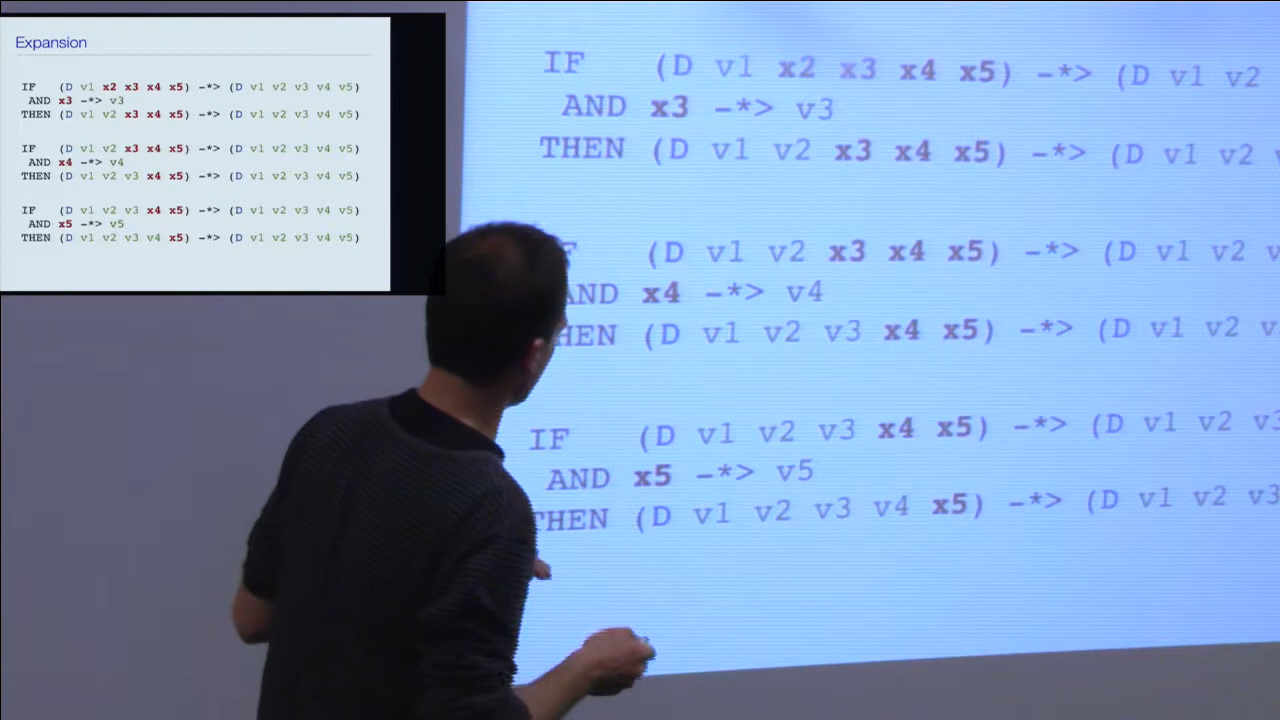 Expansion
IF (D v1 x2 x3 x4 x5) -*> (D v1 v2 v3 v4 v5)
AND x3 -*> v3
THEN (D v1 v2 x3 x4 x5) -*> (D v1 v2 v3 v4 v5)
IF (D v1 v2 x3 x4 x5) -*> (D v1 v2 v3 v4 v5)
AND x4 -*> v4
THEN (D v1 v2 v3 x4 x5) -*> (D v1 v2 v3 v4 v5)
IF (D v1 v2 v3 x4 x5) -*> (D v1 v2 v3 v4 v5)
AND x5 -*> v5
THEN (D v1 v2 v3 v4 x5) -*> (D v1 v2 v3 v4 v5)
IF (D v1 x2 x3 x4 x5) -*> (D v1 v2
AND x3 -*> v3
THEN (D v1 v2 x3 x4 x5) -*> (D v1 v2
(D v1 v2 x3 x4 x5) -*> (D v1 v2
AND x4 -*> v4
(D v1 v2 v3 x4 x5) -*> (D v1 v2
IF (D v1 v2 v3 x4 x5) -*> (D v1 v2 v3
AND x5 -*> v5
THEN (D v1 v2 v3 v4 x5) -*> (D v1 v2 v3